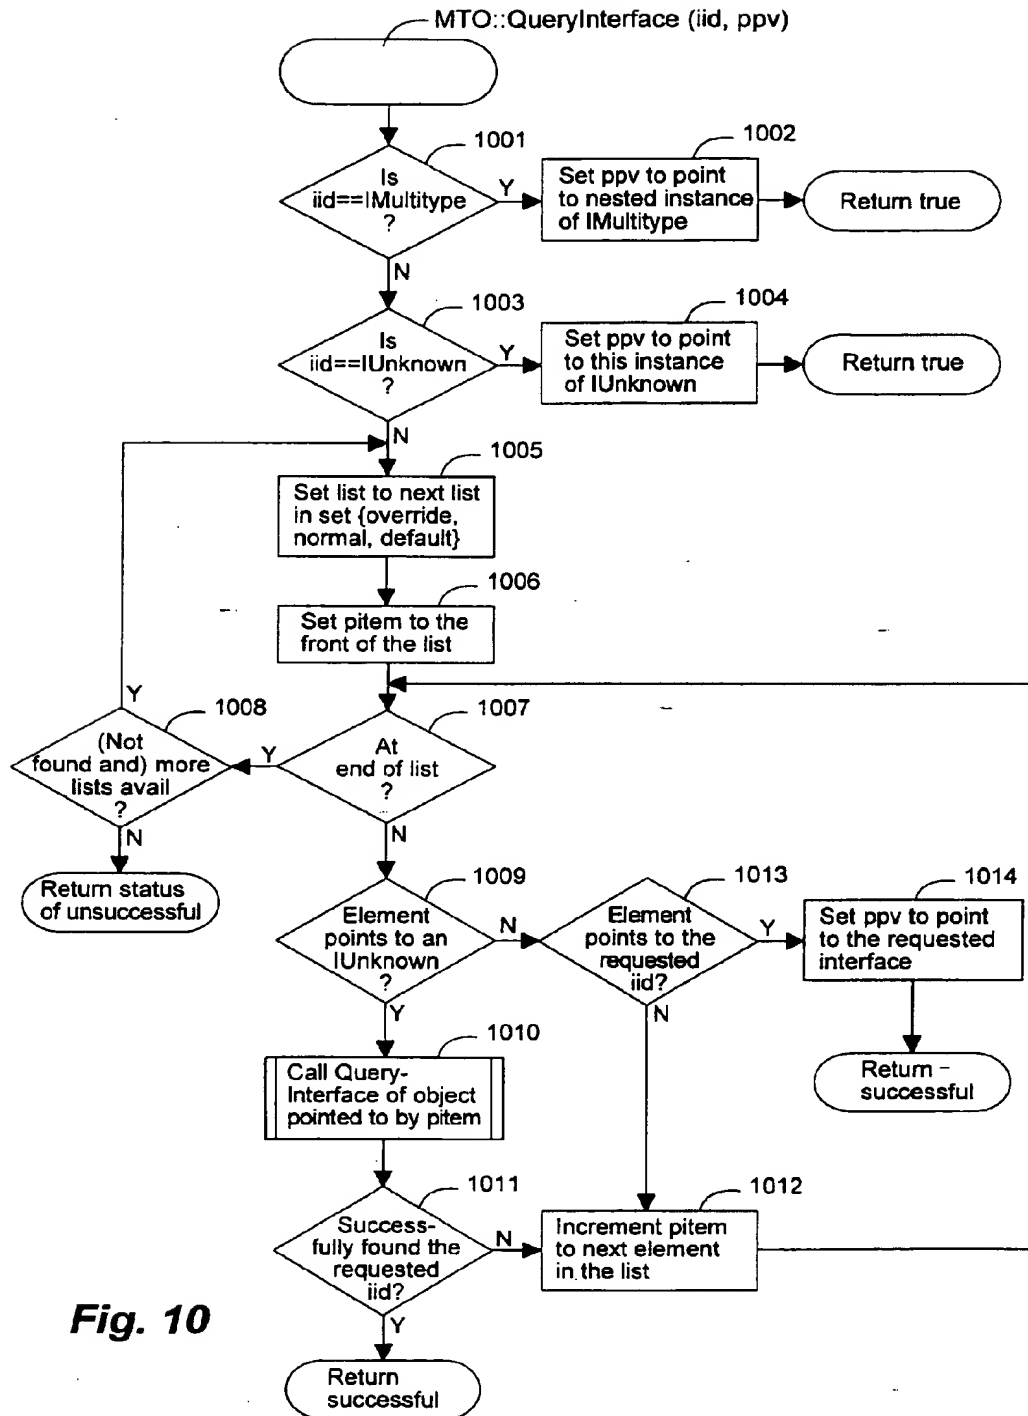 MTO::QueryInterface (iid, ppv)
1001
Is
iid==IMultitype
?
Y
N
1002
Set ppv to point
to nested instance
of IMultitype
Return true
1003
Is
iid==IUnknown
?
Y
N
1004
Set ppv to point
to this instance
of IUnknown
Return true
1005
Set list to next list
in set {override,
normal, default}
1006
Set pitem to the
front of the list
1007
At
end of list
?
Y
N
1008
(Not
found and) more
lists avail
?
Y
N
Return status
of unsuccessful
1009
Element
points to an
IUnknown
?
N
Y
1013
Element
points to the
requested
iid?
Y
N
1014
Set ppv to point
to the requested
interface
Return
successful
1010
Call Query-
Interface of object
pointed to by pitem
1011
Success-
fully found the
requested
iid?
N
Y
1012
Increment pitem
to next element
in the list
Return
successful
Fig. 10